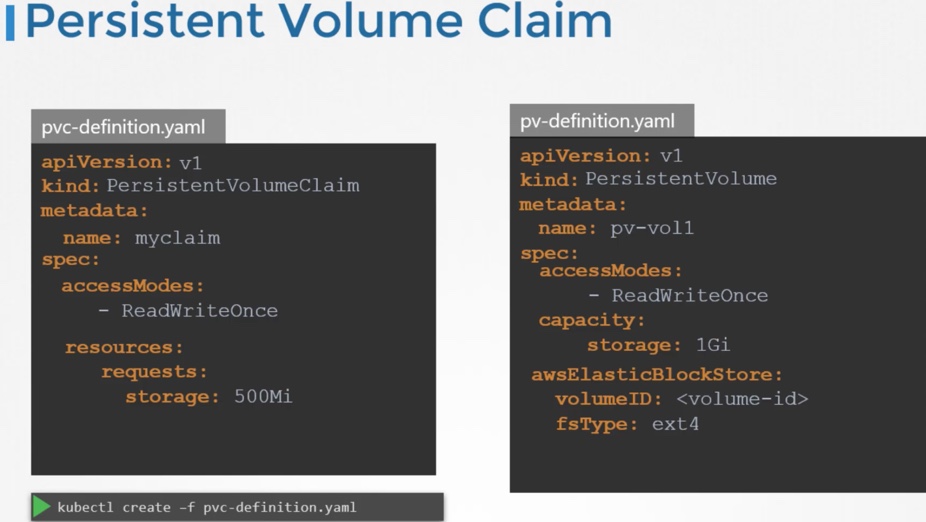 Persistent Volume Claim
pvc-definition.yaml
apiVersion: v1
kind: PersistentVolumeClaim
metadata:
name: myclaim
spec:
accessModes:
- ReadWriteOnce
resources:
requests:
storage: 500Mi
kubectl create –f pvc-definition.yaml
pv-definition.yaml
apiVersion: v1
kind: PersistentVolume
metadata:
name: pv-vol1
spec:
accessModes:
- ReadWriteOnce
capacity:
storage: 1Gi
awsElasticBlockStore:
volumeID: <volume-id>
fsType: ext4